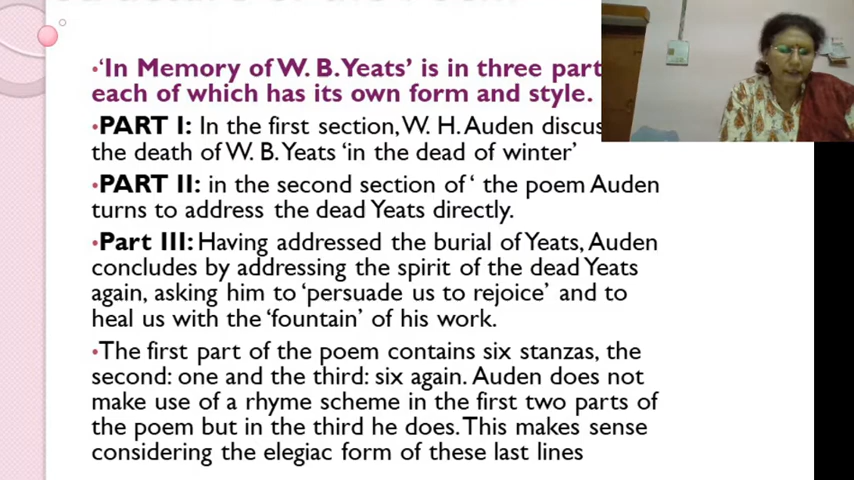 •‘In Memory of W. B. Yeats’ is in three part
each of which has its own form and style.
•PART I: In the first section, W. H. Auden discus
the death of W. B. Yeats ‘in the dead of winter’
•PART II: in the second section of ‘ the poem Auden
turns to address the dead Yeats directly.
•Part III: Having addressed the burial of Yeats, Auden
concludes by addressing the spirit of the dead Yeats
again, asking him to ‘persuade us to rejoice’ and to
heal us with the ‘fountain’ of his work.
•The first part of the poem contains six stanzas, the
second: one and the third: six again. Auden does not
make use of a rhyme scheme in the first two parts of
the poem but in the third he does. This makes sense
considering the elegiac form of these last lines